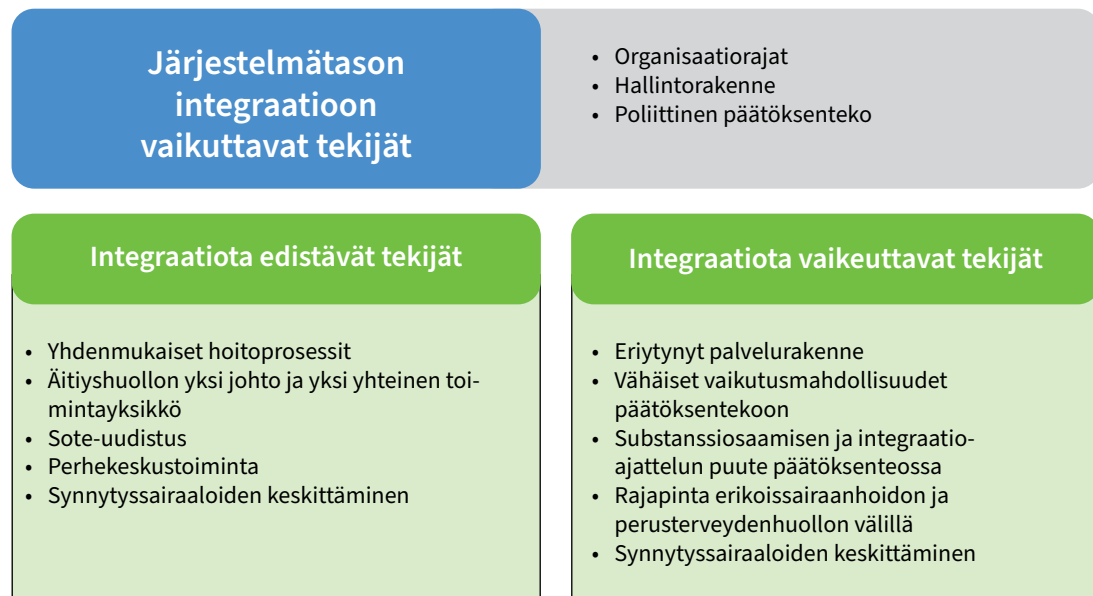 Järjestelmätason
integraatioon
vaikuttavat tekijät
• Organisaatiorajat
• Hallintorakenne
• Poliittinen päätöksenteko
Integraatiota edistävät tekijät
• Yhdenmukaiset hoitoprosessit
• Äitiyshuollon yksi johto ja yksi yhteinen toi-
mintayksikkö
• Sote-uudistus
• Perhekeskustoiminta
• Synnytyssairaaloiden keskittäminen
Integraatiota vaikeuttavat tekijät
• Eriytynyt palvelurakenne
• Vähäiset vaikutusmahdollisuudet
päätöksentekoon
• Substanssiosaamisen ja integraatio-
ajattelun puute päätöksenteossa
• Rajapinta erikoissairaanhoidon ja
perusterveydenhuollon välillä
• Synnytyssairaaloiden keskittäminen